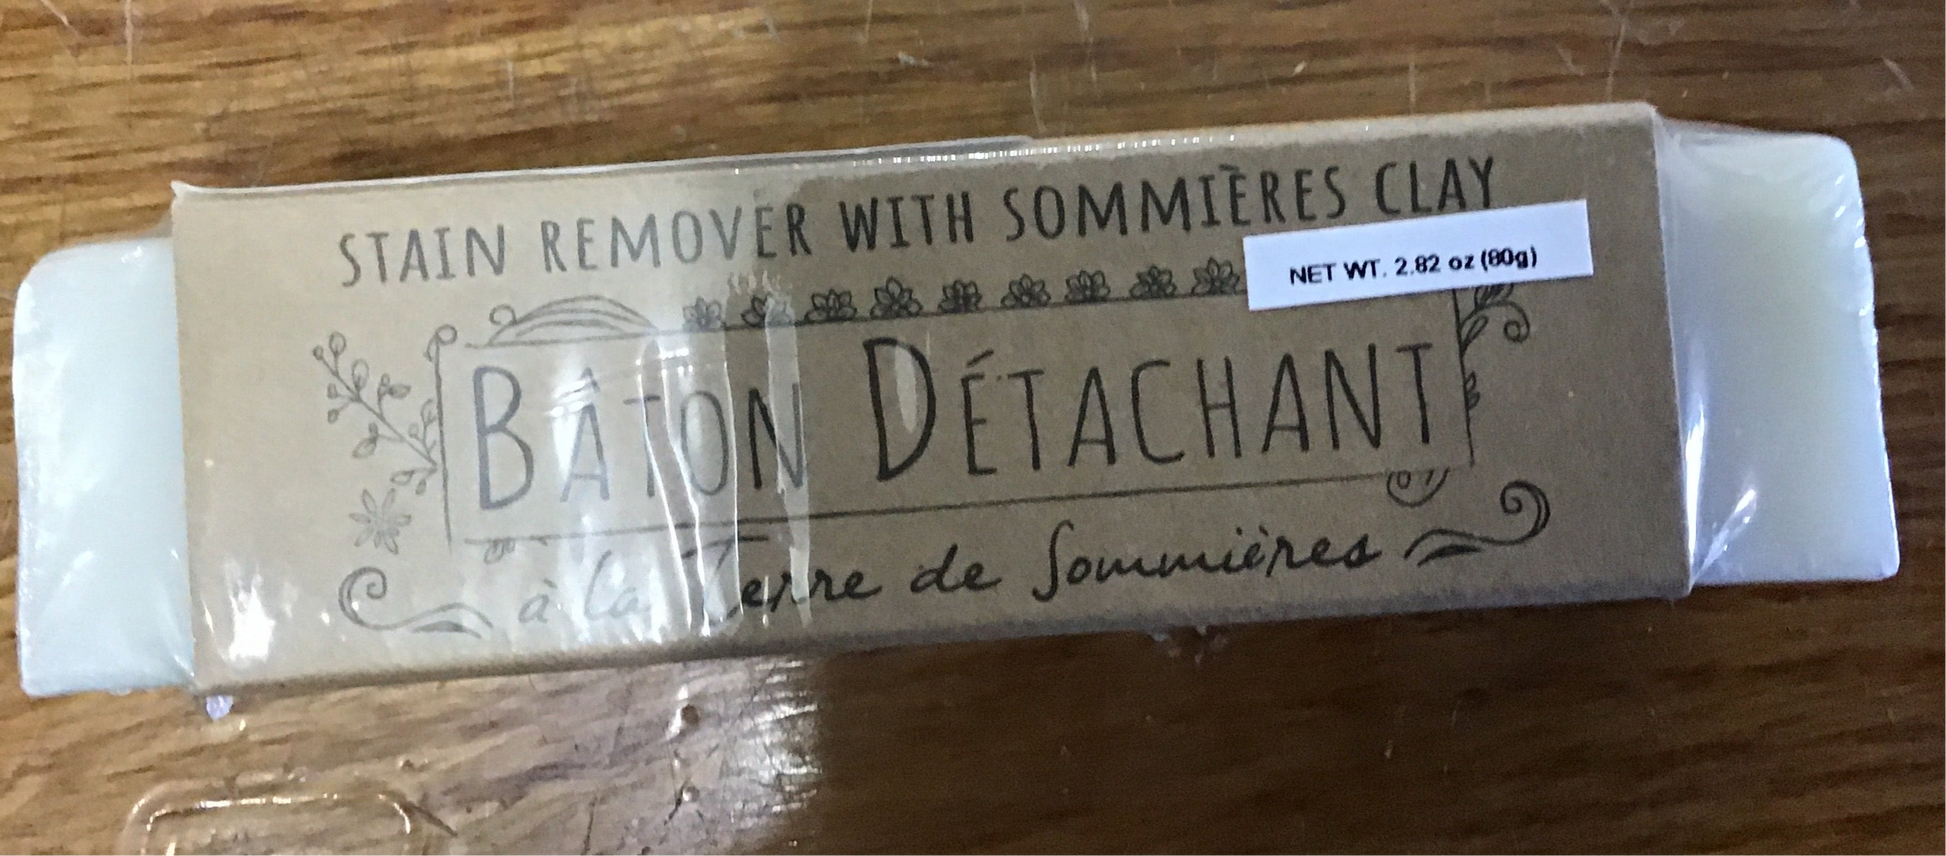 STAIN REMOVER WITH SOMMIÈRES CLAY
NET WT. 2.82 oz (80g)
BÂTON DÉTACHANT
à la Terre de Sommières